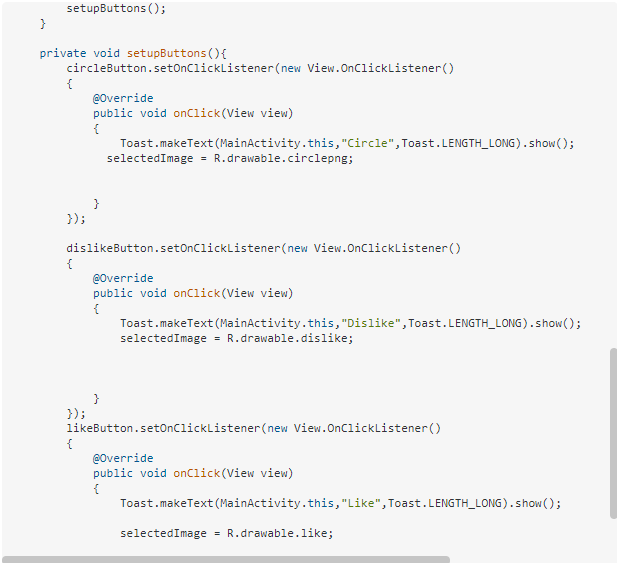 setupButtons();
}
private void setupButtons(){
circleButton.setOnClickListener(new View.OnClickListener()
{
@Override
public void onClick(View view)
{
Toast.makeText(MainActivity.this,"Circle",Toast.LENGTH_LONG).show();
selectedImage = R.drawable.circlepng;
}
});
dislikeButton.setOnClickListener(new View.OnClickListener()
{
@Override
public void onClick(View view)
{
Toast.makeText(MainActivity.this,"Dislike",Toast.LENGTH_LONG).show();
selectedImage = R.drawable.dislike;
}
});
likeButton.setOnClickListener(new View.OnClickListener()
{
@Override
public void onClick(View view)
{
Toast.makeText(MainActivity.this,"Like",Toast.LENGTH_LONG).show();
selectedImage = R.drawable.like;